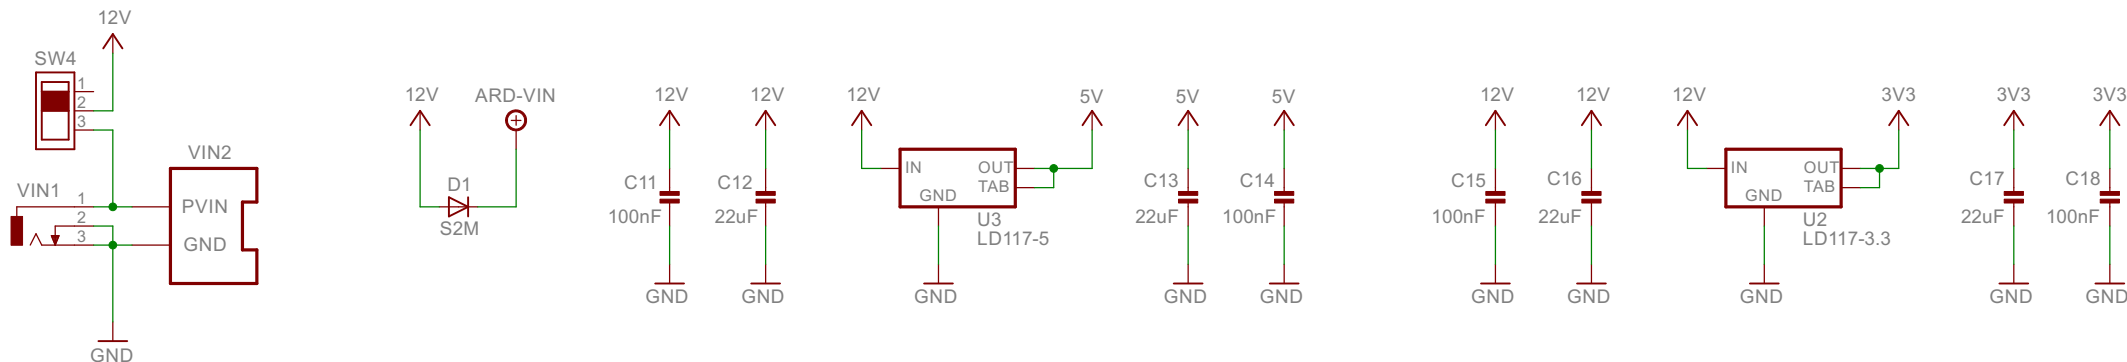 12V
SW4
1
2
3
VIN2
VIN1
1
2
3
PVIN
GND
GND
12V
ARD-VIN
D1
S2M
12V
C11
100nF
GND
12V
C12
22uF
GND
12V
5V
IN
OUT
TAB
GND
U3
LD117-5
GND
5V
C13
22uF
GND
5V
C14
100nF
GND
12V
C15
100nF
GND
12V
C16
22uF
GND
12V
3V3
IN
OUT
TAB
GND
U2
LD117-3.3
GND
3V3
C17
22uF
GND
3V3
C18
100nF
GND